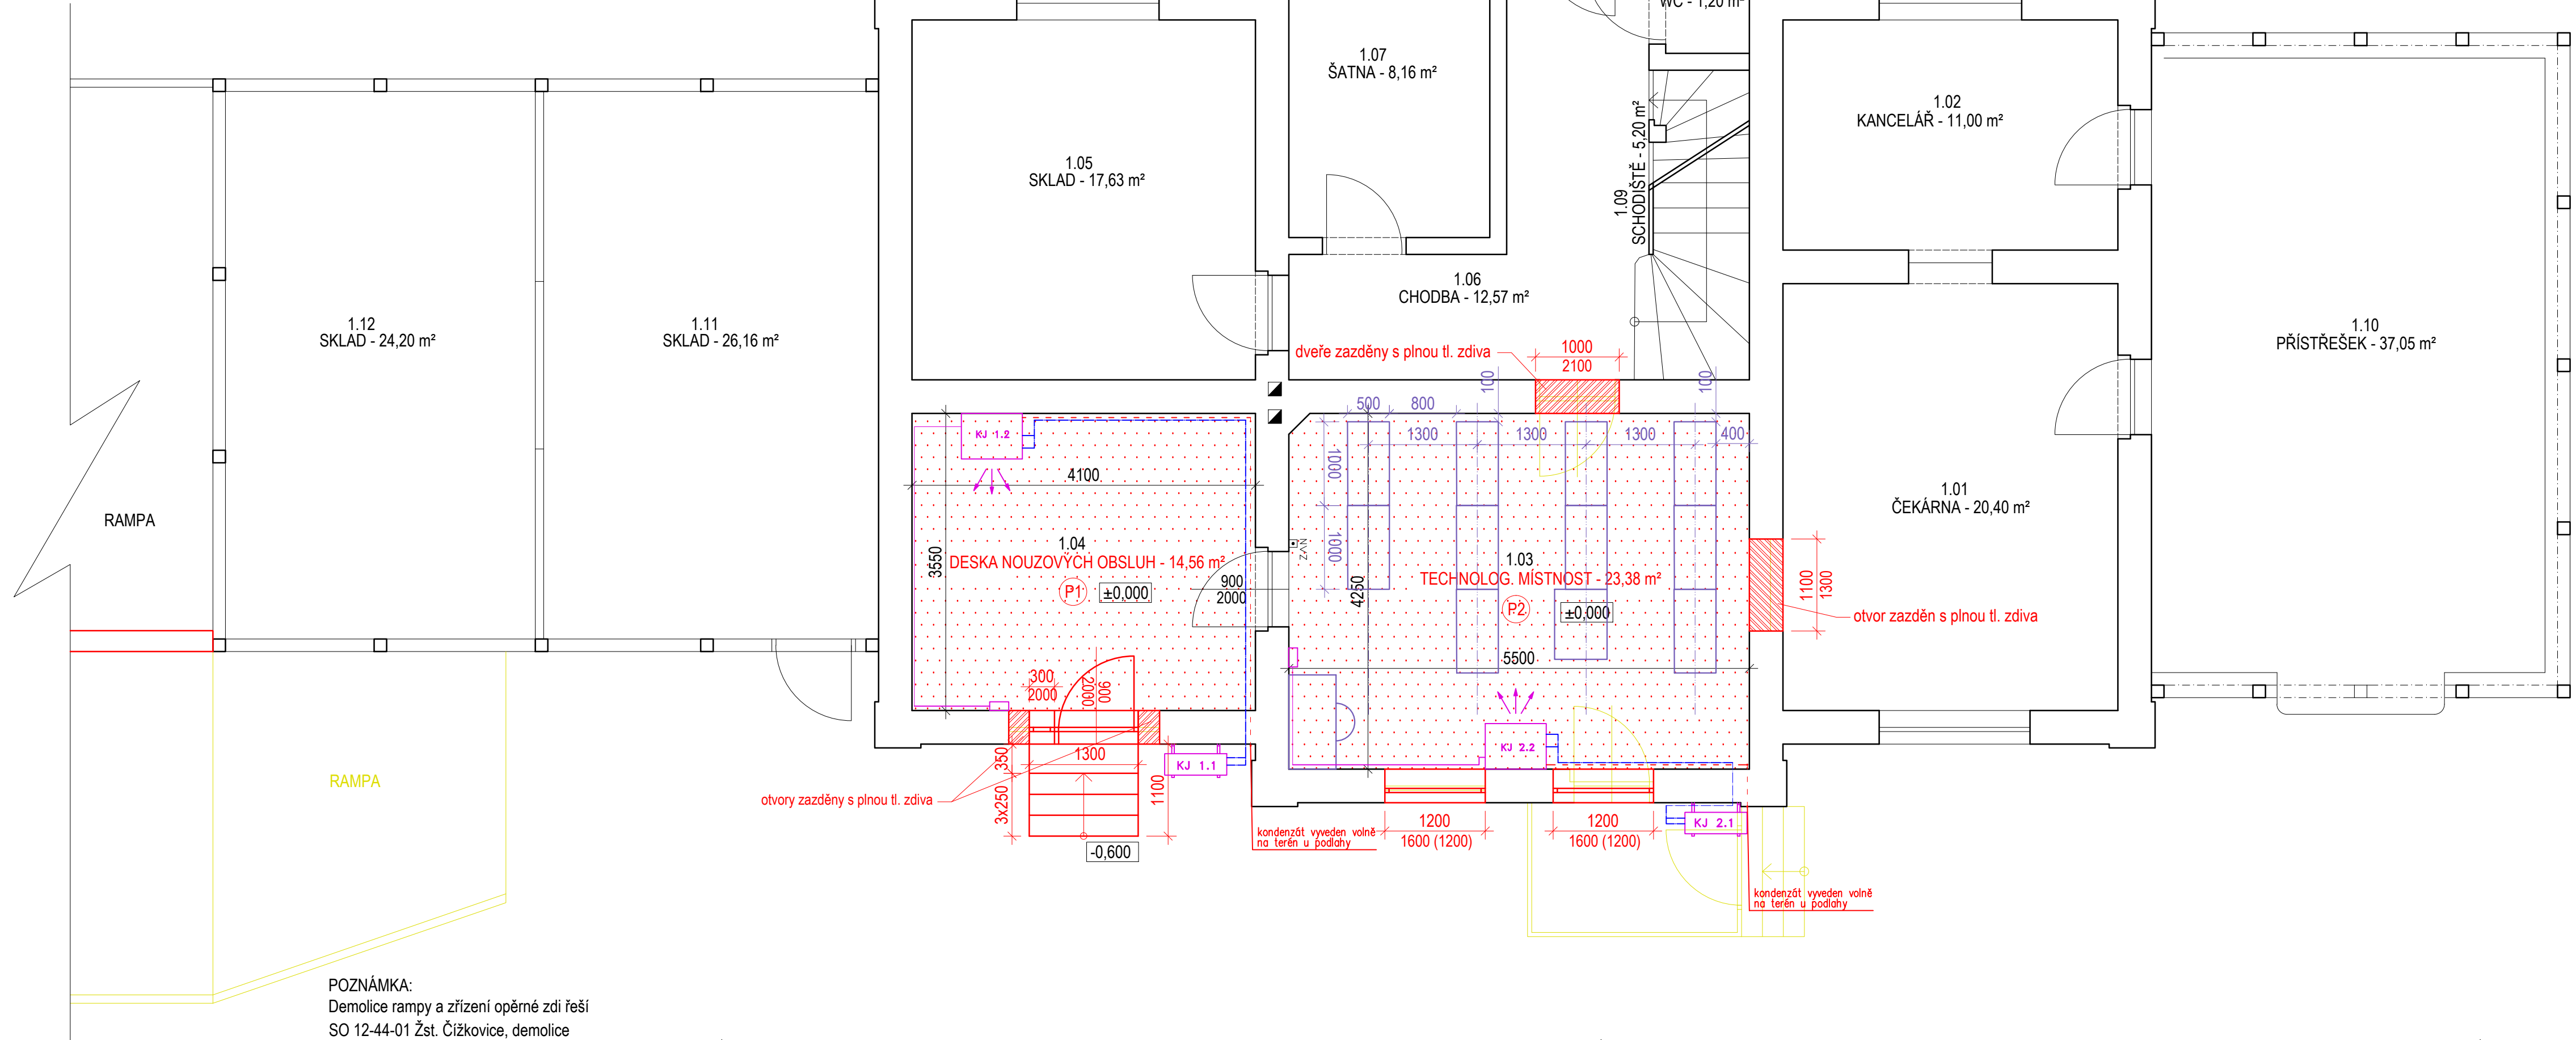 WC - 1,20 m²
1.07
ŠATNA - 8,16 m²
1.02
KANCELÁŘ - 11,00 m²
1.05
SKLAD - 17,63 m²
1.09
SCHODIŠTĚ - 5,20 m²
1.06
CHODBA - 12,57 m²
1.12
SKLAD - 24,20 m²
1.11
SKLAD - 26,16 m²
1.10
PŘÍSTŘEŠEK - 37,05 m²
dveře zazděny s plnou tl. zdiva
1000
2100
100
100
500
800
1300
1300
1300
400
KJ 1.2
4100
1000
1000
1.01
ČEKÁRNA - 20,40 m²
RAMPA
3550
1.04
DESKA NOUZOVÝCH OBSLUH - 14,56 m²
P1
±0,000
900
2000
NVZ
4250
1.03
TECHNOLOG. MÍSTNOST - 23,38 m²
P2
±0,000
1100
1300
otvor zazděn s plnou tl. zdiva
5500
300
2000
900
2000
1300
350
3x250
1100
KJ 1.1
KJ 2.2
RAMPA
otvory zazděny s plnou tl. zdiva
-0,600
kondenzát vyveden volně
na terén u podlahy
1200
1600 (1200)
1200
1600 (1200)
KJ 2.1
kondenzát vyveden volně
na terén u podlahy
POZNÁMKA:
Demolice rampy a zřízení opěrné zdi řeší
SO 12-44-01 Žst. Čížkovice, demolice